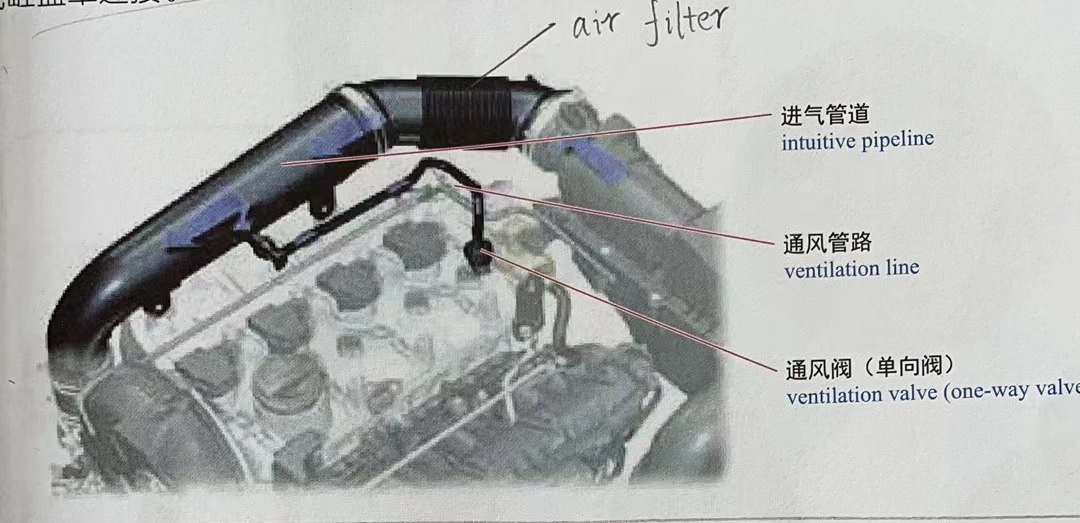 air filter
进气管道
intuitive pipeline
通风管路
ventilation line
通风阀（单向阀）
ventilation valve (one-way valve